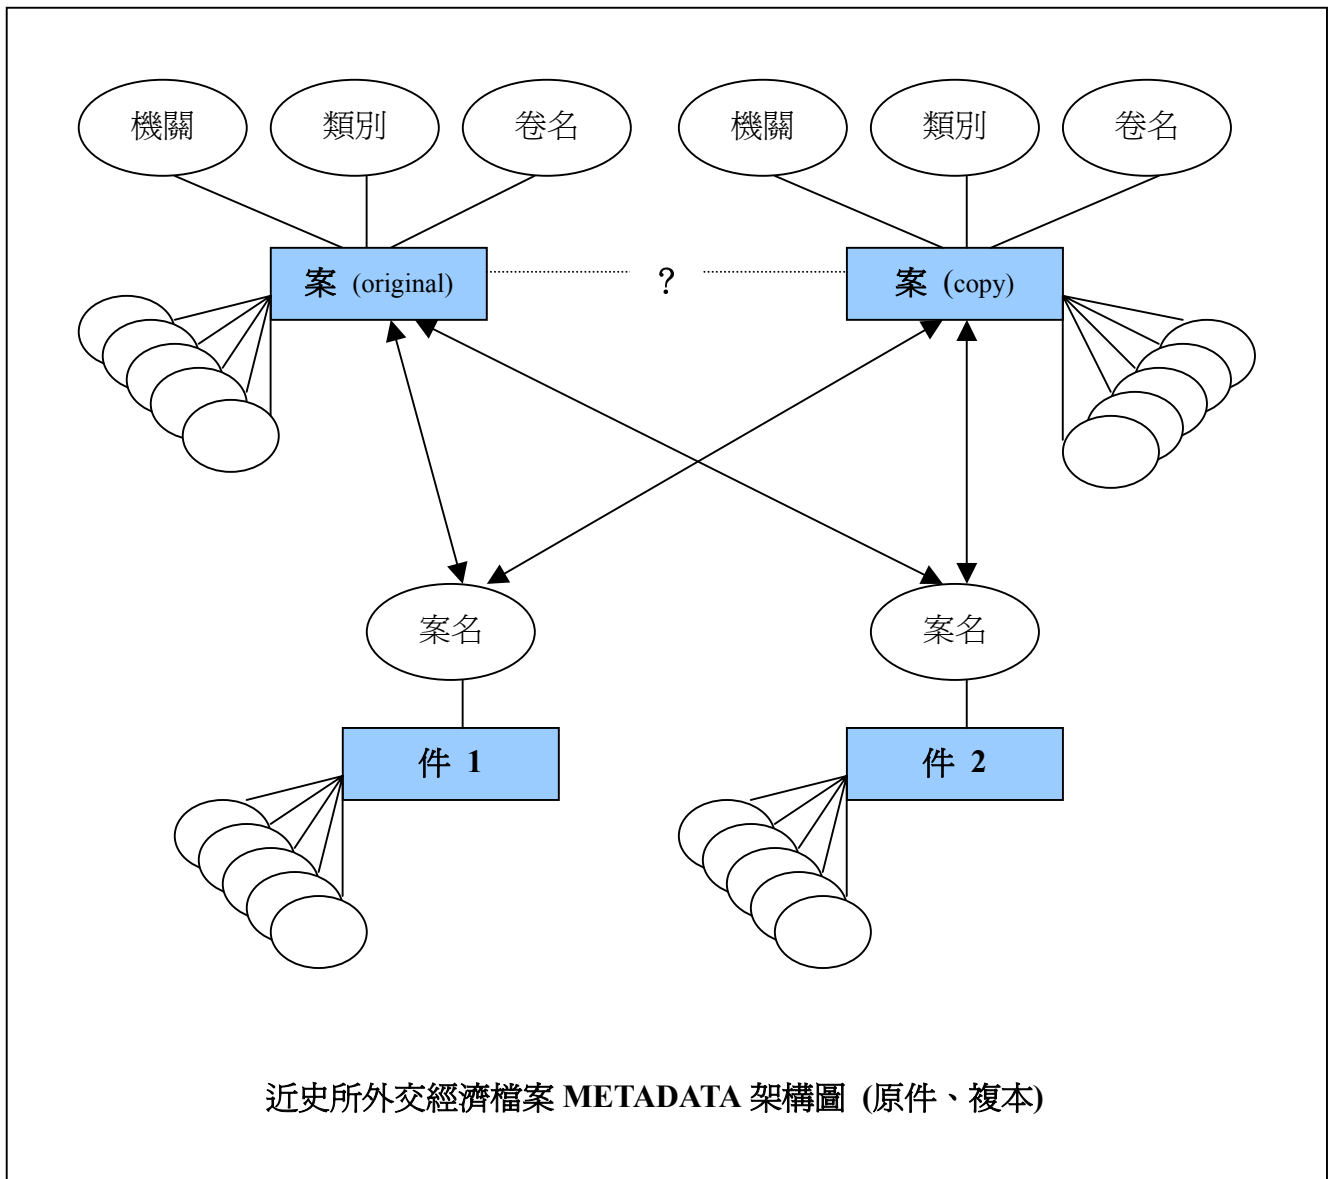 機關 類別 卷名 機關 類別 卷名
案 (original) ? 案 (copy)
案名 案名
件 1 件 2
近史所外交經濟檔案 METADATA 架構圖 (原件、複本)